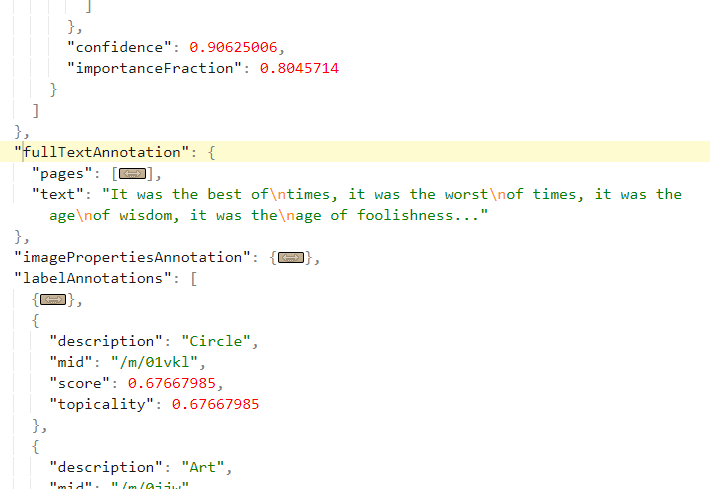 ]
},
"confidence": 0.90625006,
"importanceFraction": 0.8045714
}
]
},
"fullTextAnnotation": {
"pages": [],
"text": "It was the best of\ntimes, it was the worst\nof times, it was the
age\nof wisdom, it was the\nage of foolishness..."
},
"imagePropertiesAnnotation": {},
"labelAnnotations": [
{},
{
"description": "Circle",
"mid": "/m/01vkl",
"score": 0.67667985,
"topicality": 0.67667985
},
{
"description": "Art",